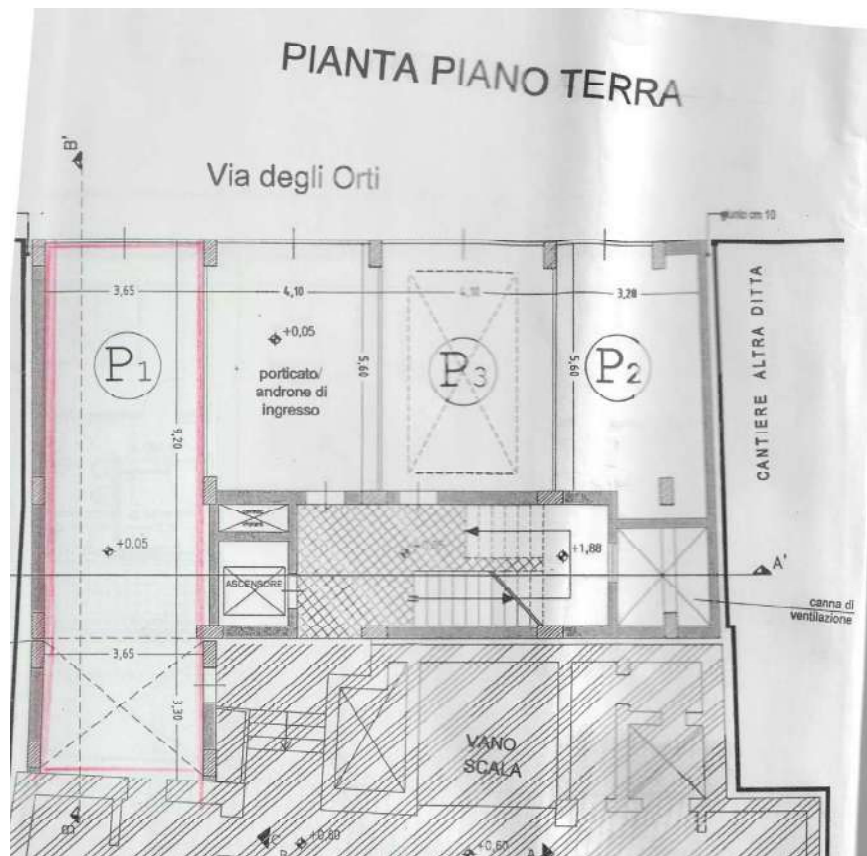 PIANTA PIANO TERRA
B'
Via degli Orti
giunto cm 10
3,65
4,10
4,10
3,28
+0,05
P1
porticato/
androne di
ingresso
5,60
P3
5,60
P2
CANTIERE ALTRA DITTA
9,20
+0.05
ASCENSORE
+1,88
A'
canna di
ventilazione
3,65
3,30
VANO
SCALA
B
C
+0,60
+0,60
A